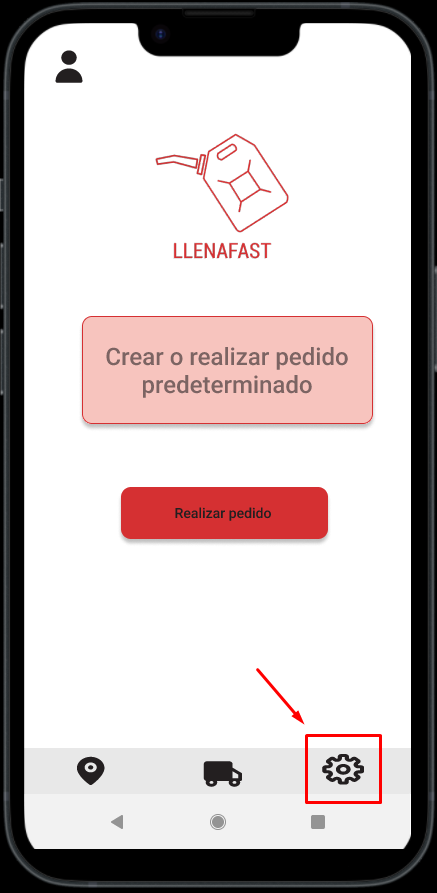 LLENAFAST
Crear o realizar pedido
predeterminado
Realizar pedido